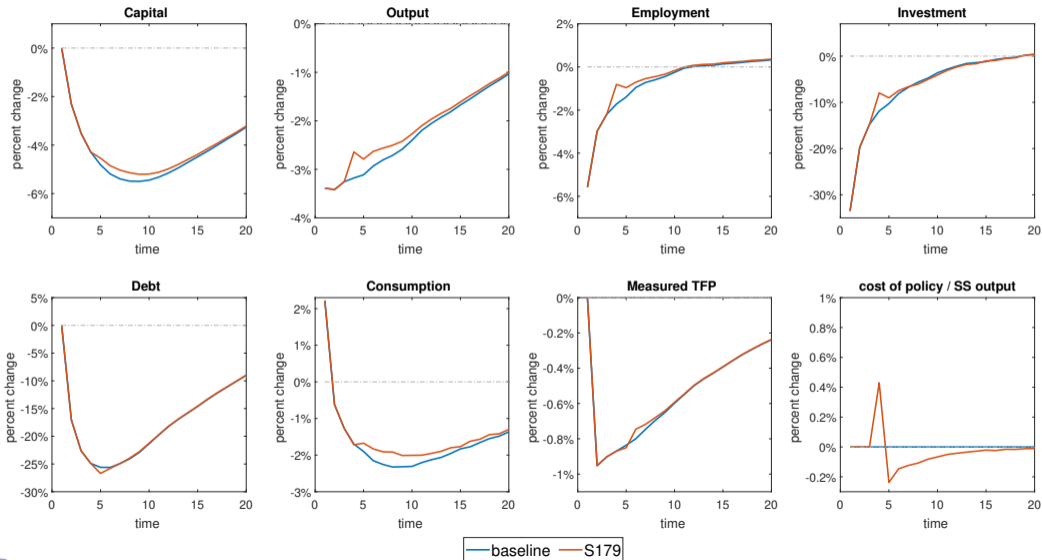 Capital
percent change
0%
-2%
-4%
-6%
0 5 10 15 20
time
Output
percent change
0%
-1%
-2%
-3%
-4%
0 5 10 15 20
time
Employment
percent change
2%
0%
-2%
-4%
-6%
0 5 10 15 20
time
Investment
percent change
0%
-10%
-20%
-30%
0 5 10 15 20
time
Debt
percent change
5%
0%
-5%
-10%
-15%
-20%
-25%
-30%
0 5 10 15 20
time
Consumption
percent change
2%
1%
0%
-1%
-2%
-3%
0 5 10 15 20
time
Measured TFP
percent change
0%
-0.2%
-0.4%
-0.6%
-0.8%
-1%
0 5 10 15 20
time
cost of policy / SS output
percent change
1%
0.8%
0.6%
0.4%
0.2%
0%
-0.2%
0 5 10 15 20
time
baseline S179